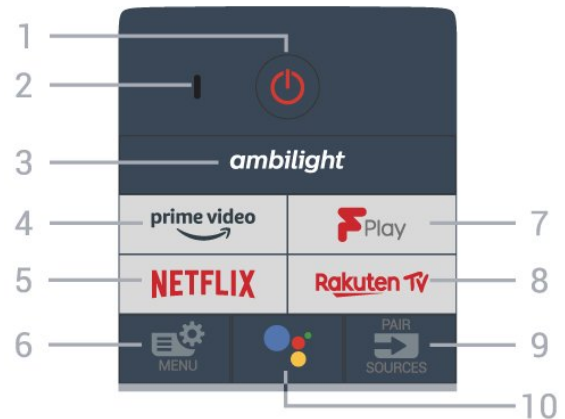 1
2
3
ambilight
4
prime video
FPlay
7
5
NETFLIX
Rakuten TV
8
6
MENU
PAIR
SOURCES
9
10